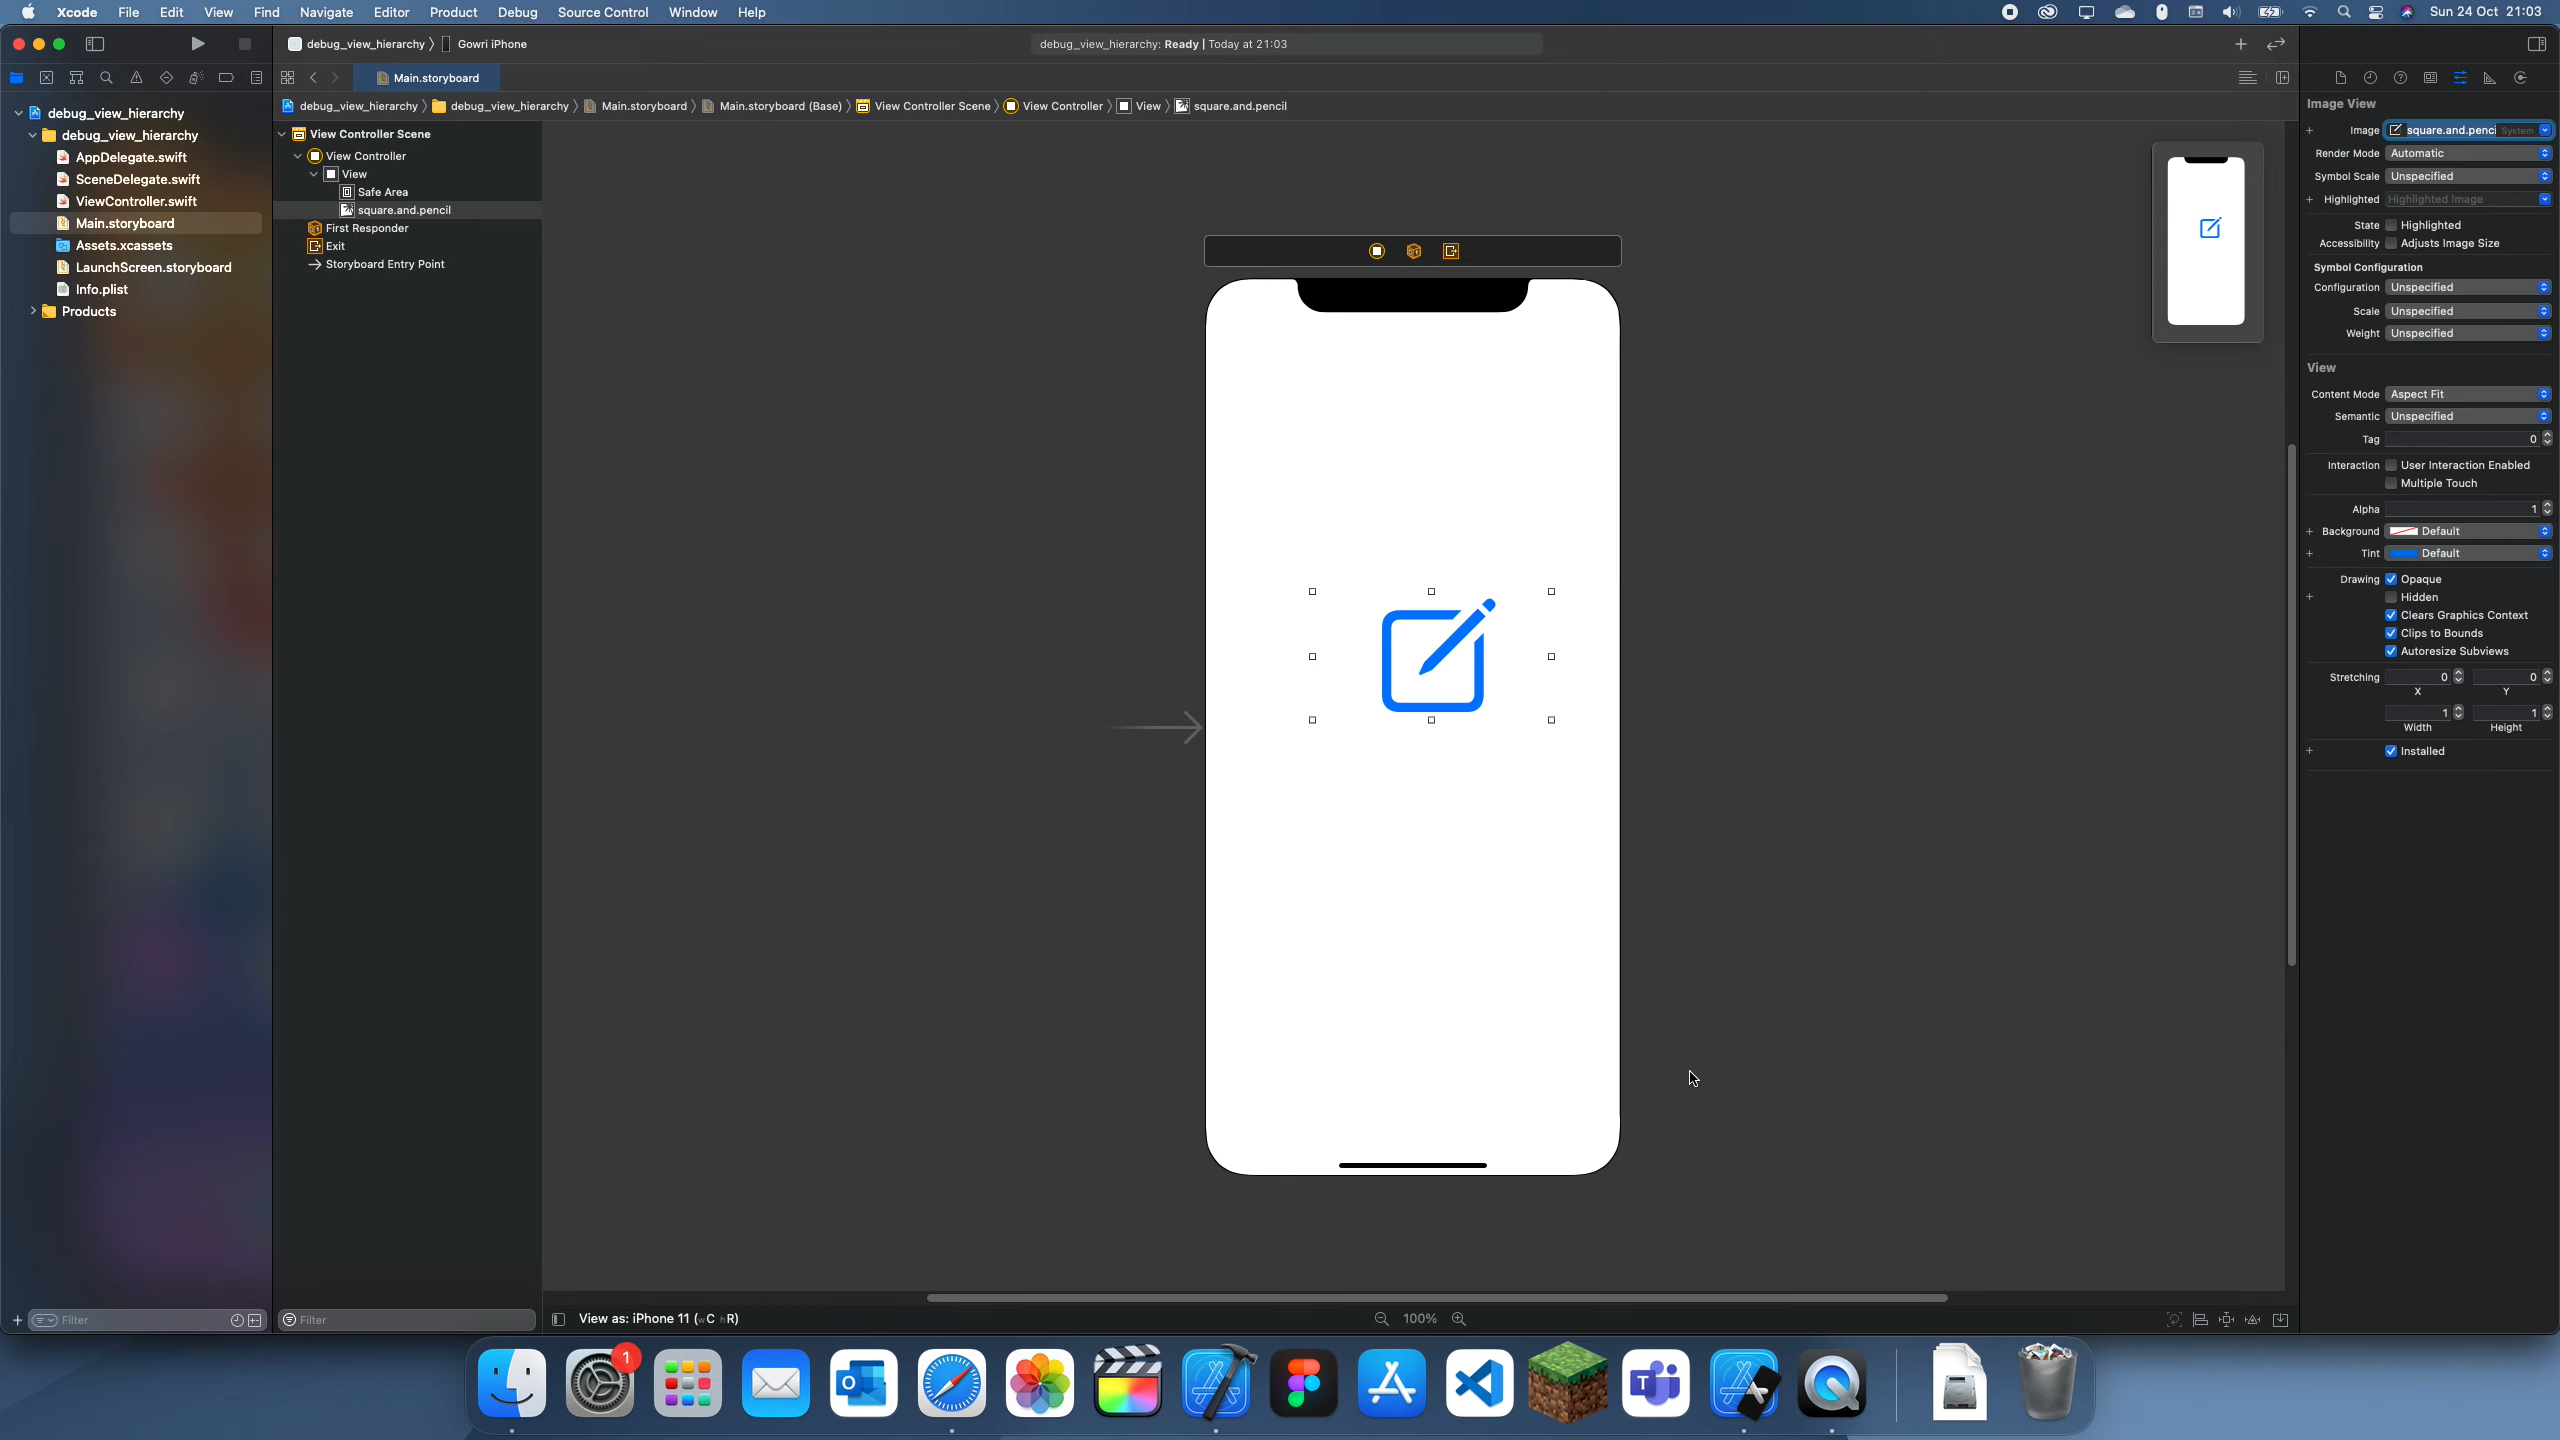 Xcode File Edit View Find Navigate Editor Product Debug Source Control Window Help Sun 24 Oct 21:03
debug_view_hierarchy Gowri iPhone debug_view_hierarchy: Ready | Today at 21:03
Main.storyboard
debug_view_hierarchy debug_view_hierarchy Main.storyboard Main.storyboard (Base) View Controller Scene View Controller View square.and.pencil
debug_view_hierarchy
debug_view_hierarchy
AppDelegate.swift
SceneDelegate.swift
ViewController.swift
Main.storyboard
Assets.xcassets
LaunchScreen.storyboard
Info.plist
Products
Filter
View Controller Scene
View Controller
View
Safe Area
square.and.pencil
First Responder
Exit
Storyboard Entry Point
Filter
View as: iPhone 11 (wC hR)
100%
Image View
Image square.and.penci System
Render Mode Automatic
Symbol Scale Unspecified
Highlighted Highlighted Image
State Highlighted
Accessibility Adjusts Image Size
Symbol Configuration
Configuration Unspecified
Scale Unspecified
Weight Unspecified
View
Content Mode Aspect Fit
Semantic Unspecified
Tag 0
Interaction User Interaction Enabled
Multiple Touch
Alpha 1
Background Default
Tint Default
Drawing Opaque
Hidden
Clears Graphics Context
Clips to Bounds
Autoresize Subviews
Stretching 0 0
X Y
1 1
Width Height
Installed
1